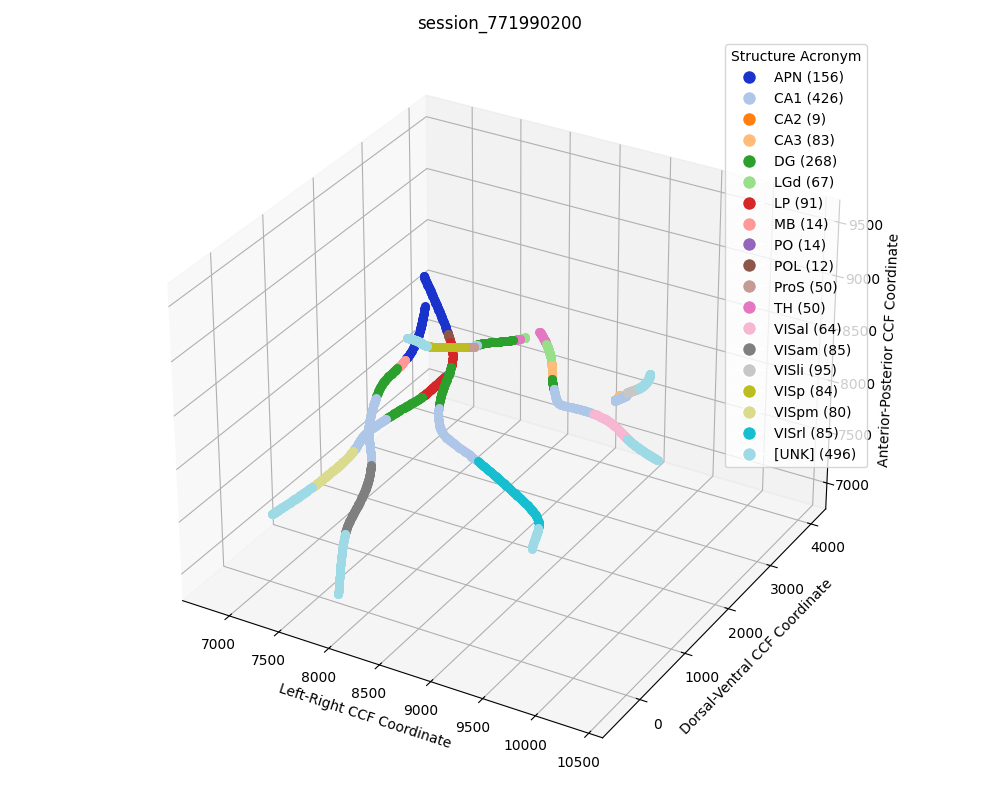 session_771990200
Structure Acronym
APN (156)
CA1 (426)
CA2 (9)
CA3 (83)
DG (268)
LGd (67)
LP (91)
MB (14)
PO (14)
POL (12)
ProS (50)
TH (50)
VISal (64)
VISam (85)
VISli (95)
VISp (84)
VISpm (80)
VISrl (85)
[UNK] (496)
9500
9000
8500
8000
7500
7000
Anterior-Posterior CCF Coordinate
4000
3000
2000
1000
0
Dorsal-Ventral CCF Coordinate
7000
7500
8000
8500
9000
9500
10000
10500
Left-Right CCF Coordinate